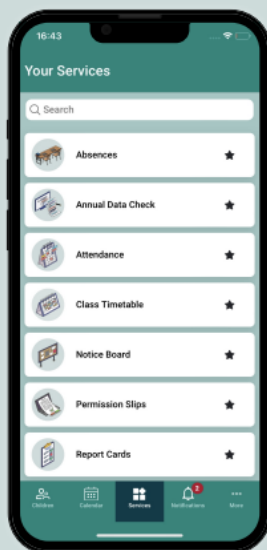 16:43
Your Services
Search
Absences
Annual Data Check
Attendance
Class Timetable
Notice Board
Permission Slips
Report Cards
2
Children
Calendar
Services
Notifications
More